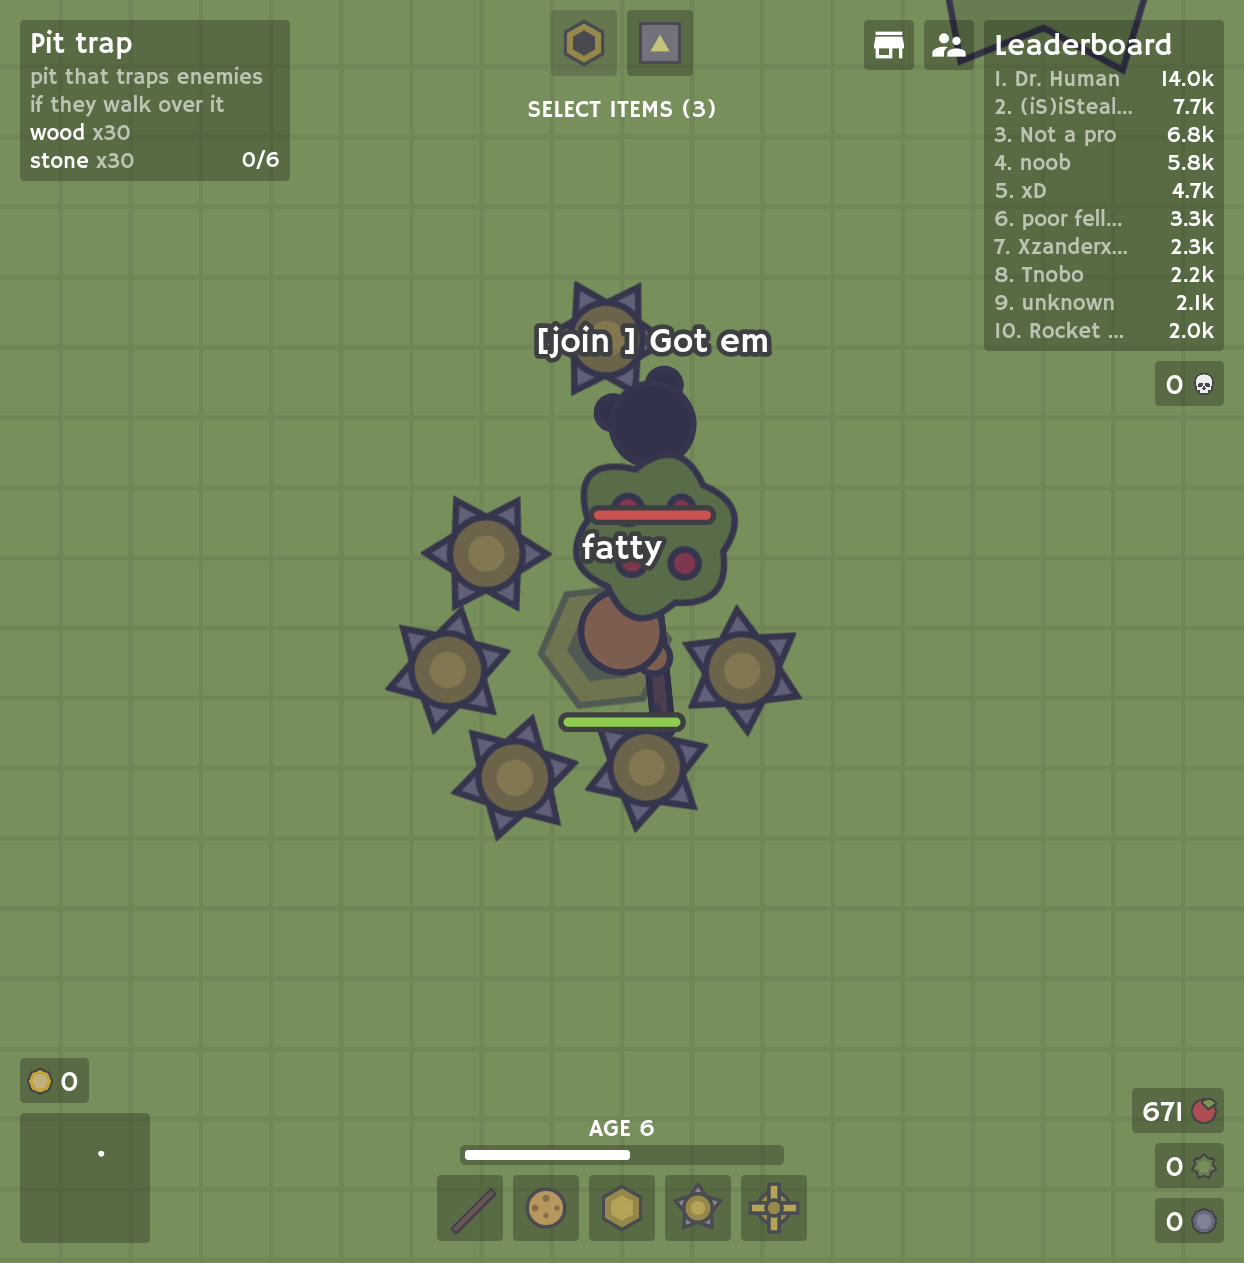 Pit trap
pit that traps enemies
if they walk over it
wood x30
stone x30 0/6
SELECT ITEMS (3)
Leaderboard
1. Dr. Human 14.0k
2. (iS)iSteal... 7.7k
3. Not a pro 6.8k
4. noob 5.8k
5. xD 4.7k
6. poor fell... 3.3k
7. Xzanderx... 2.3k
8. Tnobo 2.2k
9. unknown 2.1k
10. Rocket ... 2.0k
0
[join ] Got em
fatty
0
AGE 6
671
0
0